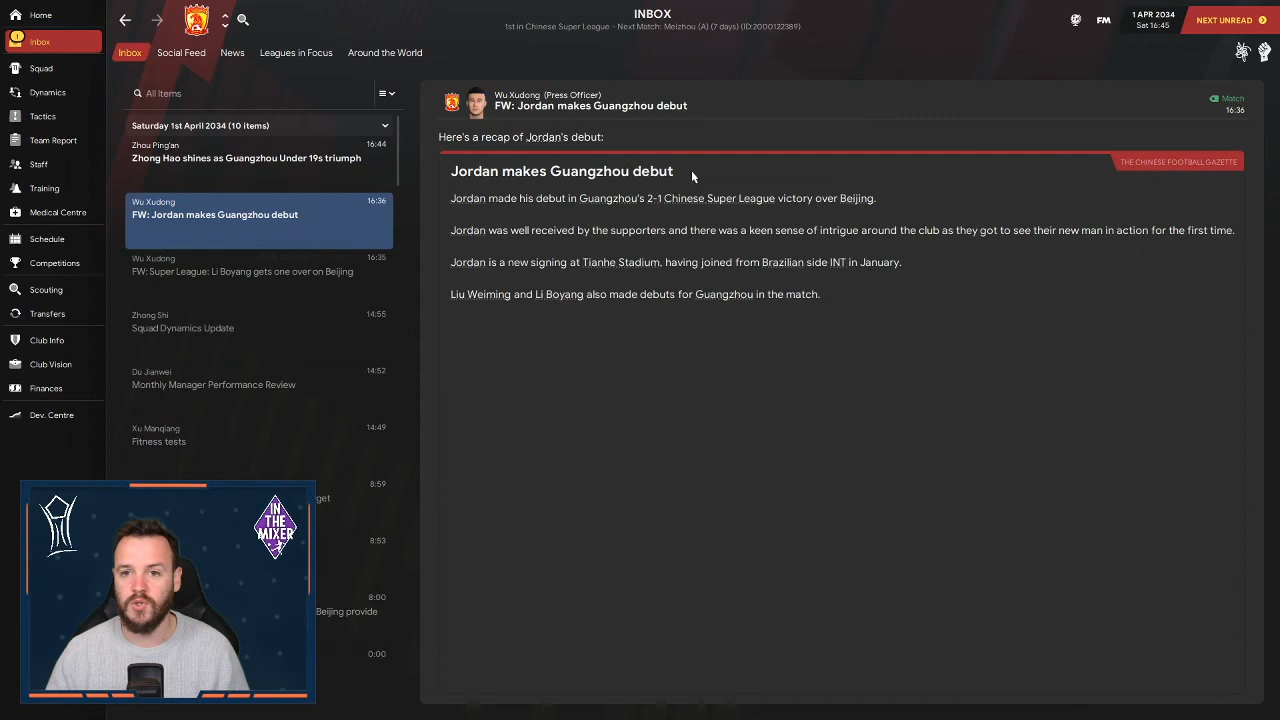 Home
Inbox
1
Squad
Dynamics
Tactics
Team Report
Staff
Training
Medical Centre
Schedule
Competitions
Scouting
Transfers
Club Info
Club Vision
Finances
Dev. Centre
INBOX
1st in Chinese Super League - Next Match: Meizhou (A) (7 days) (ID:2000122389)
FM
1 APR 2034
Sat 16:45
NEXT UNREAD
Inbox
Social Feed
News
Leagues in Focus
Around the World
All Items
Saturday 1st April 2034 (10 items)
Zhou Ping'an
16:44
Zhong Hao shines as Guangzhou Under 19s triumph
Wu Xudong
16:36
FW: Jordan makes Guangzhou debut
Wu Xudong
16:35
FW: Super League: Li Boyang gets one over on Beijing
Zhong Shi
14:55
Squad Dynamics Update
Du Jianwei
14:52
Monthly Manager Performance Review
Xu Manqiang
14:49
Fitness tests
8:59
get
8:53
8:00
Beijing provide
0:00
Wu Xudong (Press Officer)
FW: Jordan makes Guangzhou debut
Match
16:36
Here's a recap of Jordan's debut:
THE CHINESE FOOTBALL GAZETTE
Jordan makes Guangzhou debut
Jordan made his debut in Guangzhou's 2-1 Chinese Super League victory over Beijing.
Jordan was well received by the supporters and there was a keen sense of intrigue around the club as they got to see their new man in action for the first time.
Jordan is a new signing at Tianhe Stadium, having joined from Brazilian side INT in January.
Liu Weiming and Li Boyang also made debuts for Guangzhou in the match.
IN
THE
MIXER